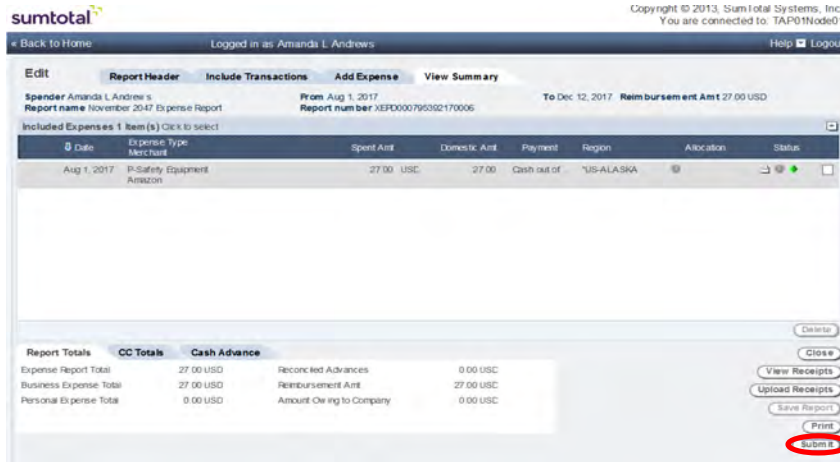 sumtotal
Copyright © 2013, SumTotal Systems, Inc
You are connected to: TAP01Node0
« Back to Home Logged in as Amanda L Andrews Help Logou
Edit Report Header Include Transactions Add Expense View Summary
Spender Amanda L Andrews From Aug 1, 2017 To Dec 12, 2017 Reimbursement Amt 27.00 USD
Report name November 2047 Expense Report Report number XEPD000795392170006
Included Expenses 1 Item(s) Click to select
Date Expense Type Merchant Spent Amt Domestic Amt Payment Region Allocation Status
Aug 1, 2017 P-Safety Equipment 27.00 USC 27.00 Cash out of ... *US-ALASKA
Amazon
Delete
Report Totals CC Totals Cash Advance Close
Expense Report Total 27.00 USD Reconciled Advances 0.00 USC View Receipts
Business Expense Total 27.00 USD Reimbursement Amt 27.00 USC Upload Receipts
Personal Expense Total 0.00 USD Amount Owing to Company 0.00 USC Save Report
Print
Submit